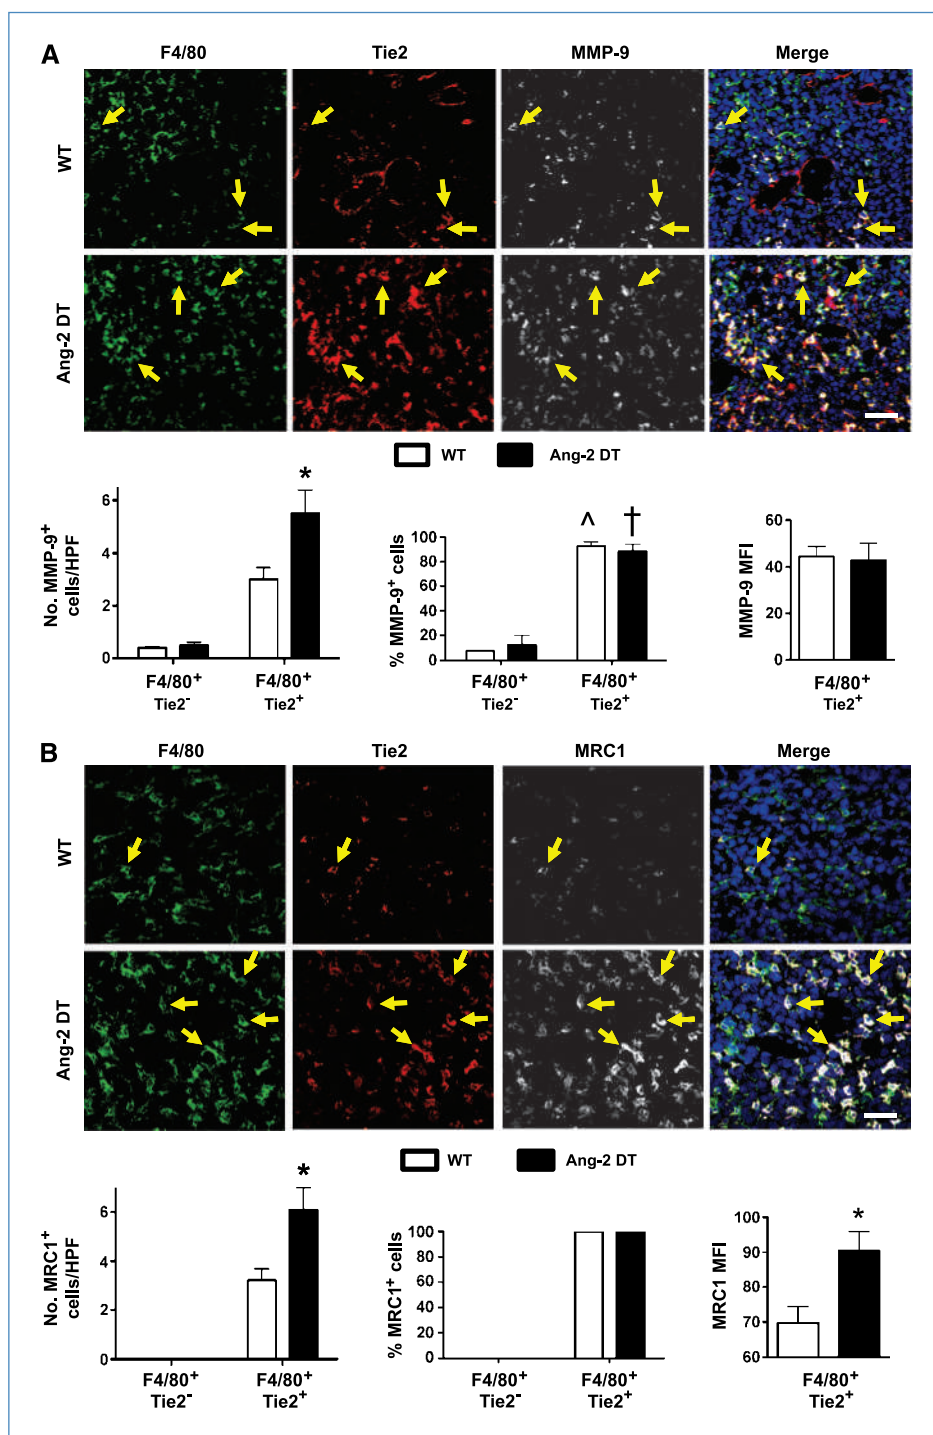 A
F4/80 Tie2 MMP-9 Merge
WT
Ang-2 DT
WT Ang-2 DT
No. MMP-9⁺ cells/HPF
6
4
2
0
*
F4/80⁺ F4/80⁺
Tie2⁻ Tie2⁺
% MMP-9⁺ cells
100
80
60
40
20
0
^ †
F4/80⁺ F4/80⁺
Tie2⁻ Tie2⁺
MMP-9 MFI
60
40
20
0
F4/80⁺
Tie2⁺
B
F4/80 Tie2 MRC1 Merge
WT
Ang-2 DT
WT Ang-2 DT
No. MRC1⁺ cells/HPF
6
4
2
0
*
F4/80⁺ F4/80⁺
Tie2⁻ Tie2⁺
% MRC1⁺ cells
100
80
60
40
20
0
F4/80⁺ F4/80⁺
Tie2⁻ Tie2⁺
MRC1 MFI
100
90
80
70
60
*
F4/80⁺
Tie2⁺